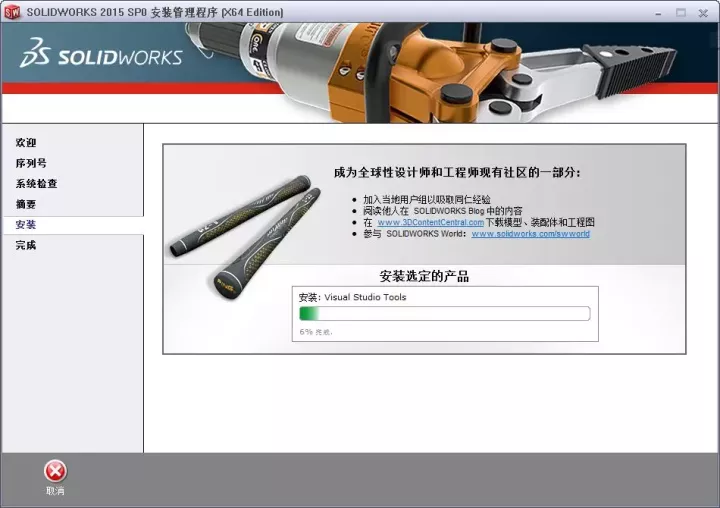 SOLIDWORKS 2015 SP0 安装管理程序 (X64 Edition)
SOLIDWORKS
欢迎
序列号
系统检查
摘要
安装
完成
成为全球性设计师和工程师现有社区的一部分：
• 加入当地用户组以吸取同仁经验
• 阅读他人在 SOLIDWORKS Blog 中的内容
• 在 www.3DContentCentral.com 下载模型、装配件和工程图
• 参与 SOLIDWORKS World：www.solidworks.com/swworld
安装选定的产品
安装: Visual Studio Tools
6% 完成.
取消